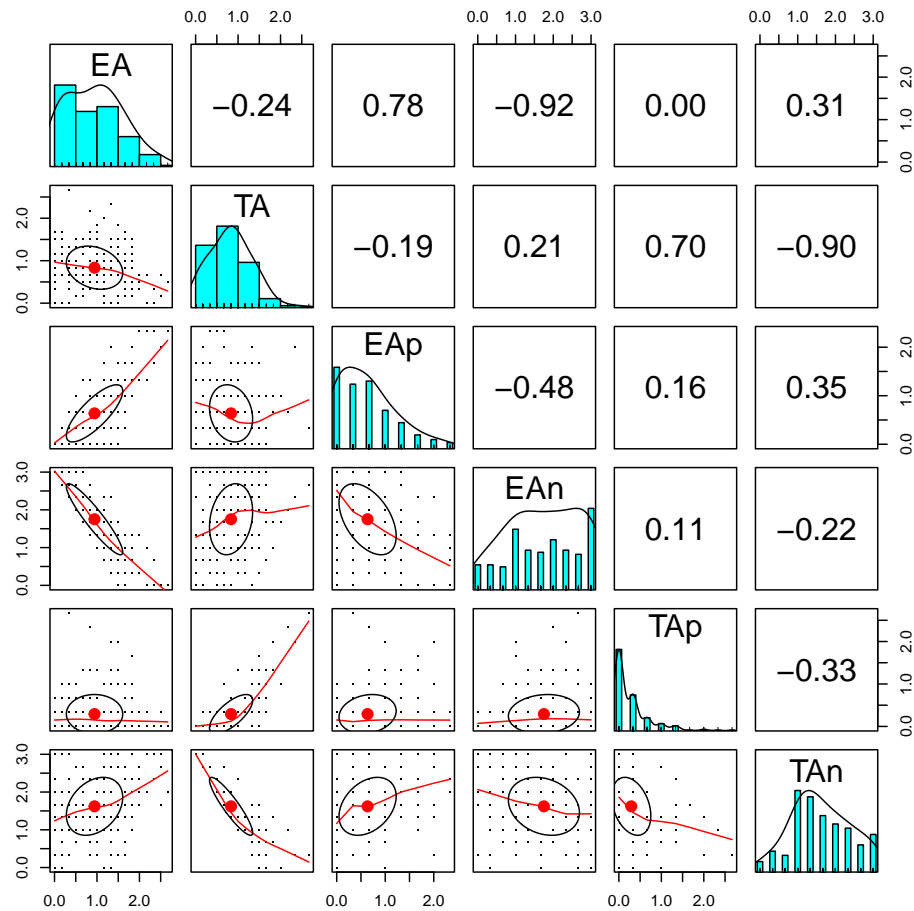 0.0 1.0 2.0 0.0 1.0 2.0 3.0 0.0 1.0 2.0 3.0
EA −0.24 0.78 −0.92 0.00 0.31 0.0 1.0 2.0
0.0 1.0 2.0 TA −0.19 0.21 0.70 −0.90
EAp −0.48 0.16 0.35 0.0 1.0 2.0
0.0 1.0 2.0 3.0 EAn 0.11 −0.22
TAp −0.33 0.0 1.0 2.0
0.0 1.0 2.0 3.0 TAn
0.0 1.0 2.0 0.0 1.0 2.0 0.0 1.0 2.0